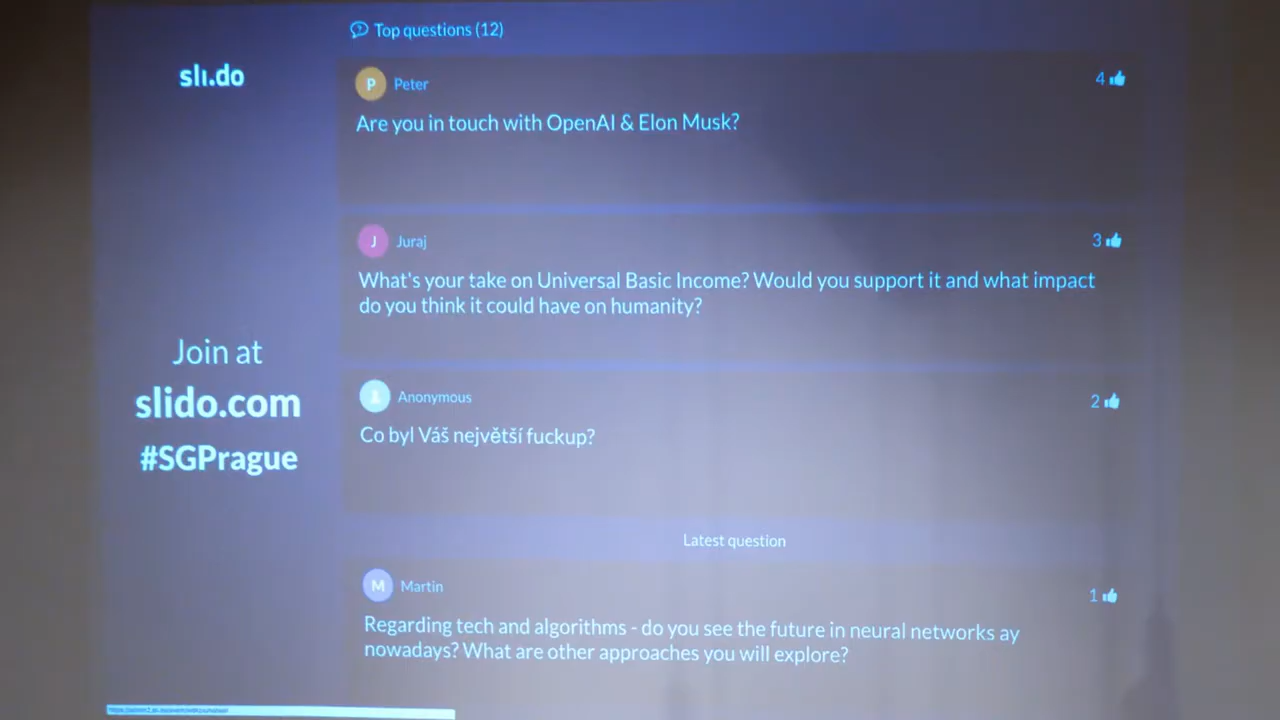 Top questions (12)
sli.do
P Peter
4
Are you in touch with OpenAI & Elon Musk?
J Juraj
3
What's your take on Universal Basic Income? Would you support it and what impact
do you think it could have on humanity?
Join at
slido.com
#SGPrague
Anonymous
2
Co byl Váš největší fuckup?
Latest question
M Martin
1
Regarding tech and algorithms - do you see the future in neural networks ay
nowadays? What are other approaches you will explore?